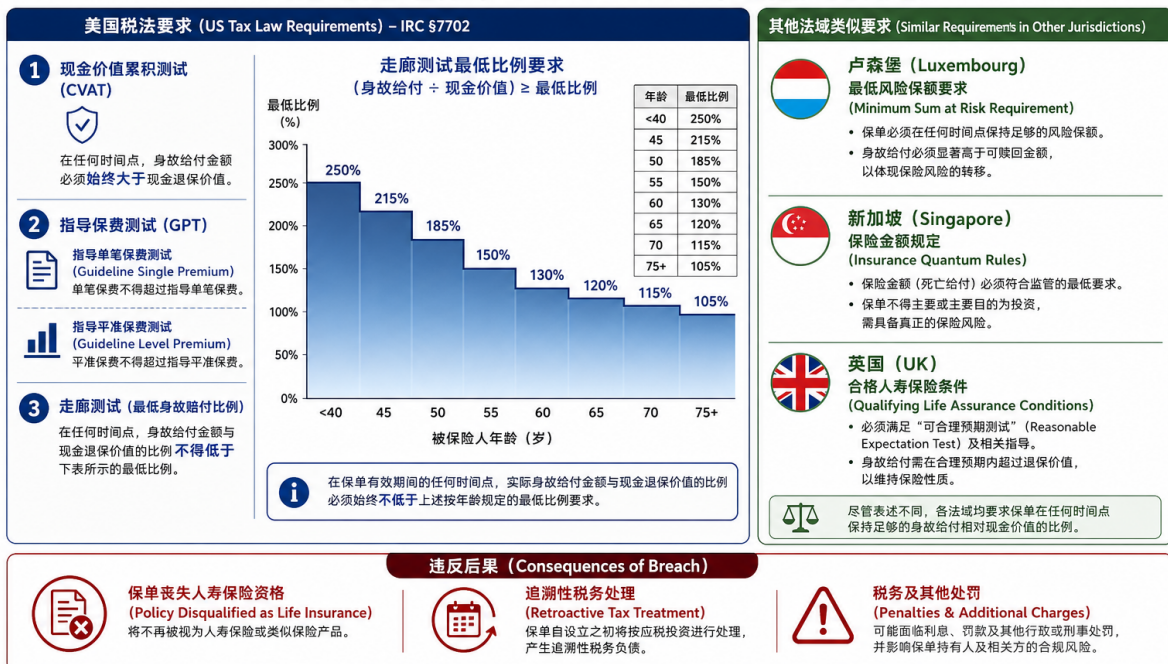 美国税法要求 (US Tax Law Requirements) – IRC §7702
1
现金价值累积测试
(CVAT)
在任何时间点，身故给付金额
必须始终大于现金退保价值。
2
指导保费测试 (GPT)
指导单笔保费测试
(Guideline Single Premium)
单笔保费不得超过指导单笔保费。
指导平准保费测试
(Guideline Level Premium)
平准保费不得超过指导平准保费。
3
走廊测试 (最低身故赔付比例)
在任何时间点，身故给付金额与
现金退保价值的比例 不得低于
下表所示的最低比例。
走廊测试最低比例要求
(身故给付 ÷ 现金价值) ≥ 最低比例
最低比例
(%)
300%
250%
200%
150%
100%
50%
0%
250%
215%
185%
150%
130%
120%
115%
105%
<40 45 50 55 60 65 70 75+
被保险人年龄（岁）
年龄 最低比例
<40 250%
45 215%
50 185%
55 150%
60 130%
65 120%
70 115%
75+ 105%
i
在保单有效期间的任何时间点，实际身故给付金额与现金退保价值的比例
必须始终不低于上述按年龄规定的最低比例要求。
其他法域类似要求 (Similar Requirements in Other Jurisdictions)
卢森堡（Luxembourg）
最低风险保额要求
(Minimum Sum at Risk Requirement)
• 保单必须在任何时间点保持足够的风险保额。
• 身故给付必须显著高于可赎回金额，
以体现保险风险的转移。
新加坡（Singapore）
保险金额规定
(Insurance Quantum Rules)
• 保险金额（死亡给付）必须符合监管的最低要求。
• 保单不得主要或主要目的为投资，
需具备真正的保险风险。
英国（UK）
合格人寿保险条件
(Qualifying Life Assurance Conditions)
• 必须满足“可合理预期测试”（Reasonable
Expectation Test）及相关指导。
• 身故给付需在合理预期内超过退保价值，
以维持保险性质。
尽管表述不同，各法域均要求保单在任何时间点
保持足够的身故给付相对现金价值的比例。
违反后果（Consequences of Breach）
保单丧失人寿保险资格
(Policy Disqualified as Life Insurance)
将不再被视为人寿保险或类似保险产品。
追溯性税务处理
(Retroactive Tax Treatment)
保单自设立之初将按应税投资进行处理，
产生追溯性税务负债。
税务及其他处罚
(Penalties & Additional Charges)
可能面临利息、罚款及其他行政或刑事处罚，
并影响保单持有人及相关方的合规风险。